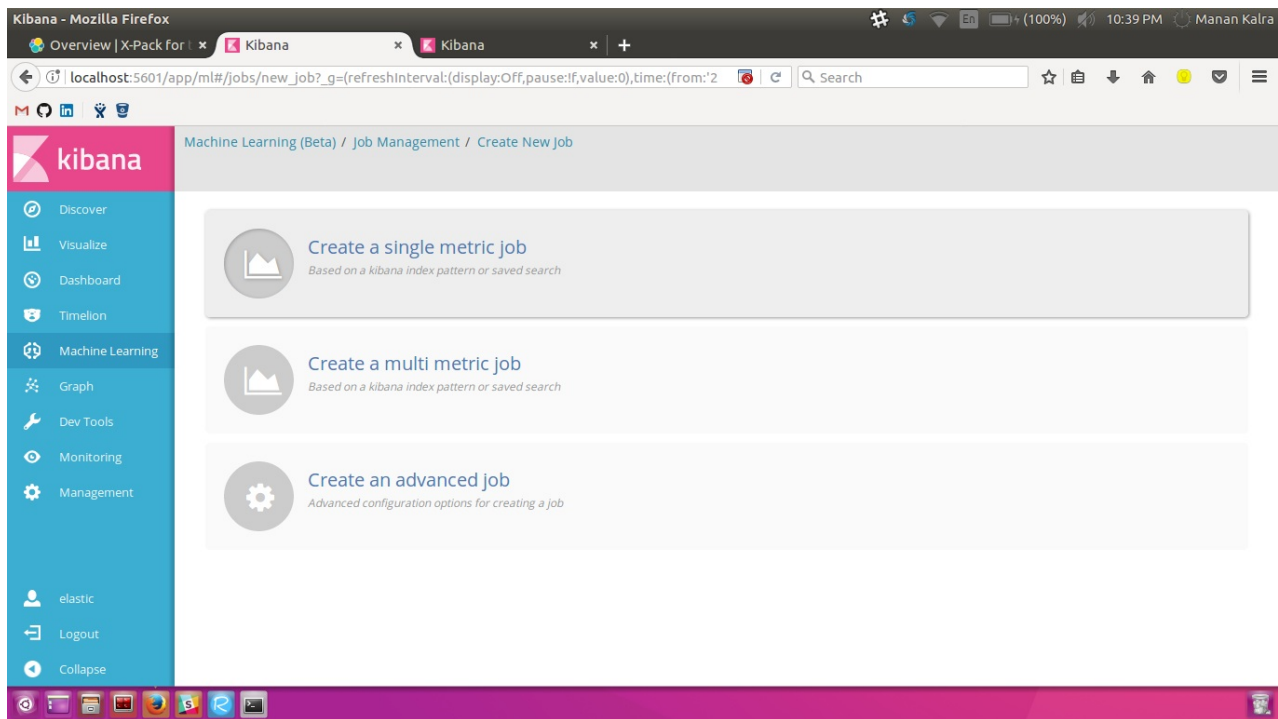 Kibana - Mozilla Firefox
En (100%) 10:39 PM Manan Kalra
Overview | X-Pack for t
Kibana
Kibana
localhost:5601/app/ml#/jobs/new_job?_g=(refreshInterval:(display:Off,pause:!f,value:0),time:(from:'2
Search
kibana
Machine Learning (Beta) / Job Management / Create New Job
Discover
Visualize
Dashboard
Timelion
Machine Learning
Graph
Dev Tools
Monitoring
Management
elastic
Logout
Collapse
Create a single metric job
Based on a kibana index pattern or saved search
Create a multi metric job
Based on a kibana index pattern or saved search
Create an advanced job
Advanced configuration options for creating a job